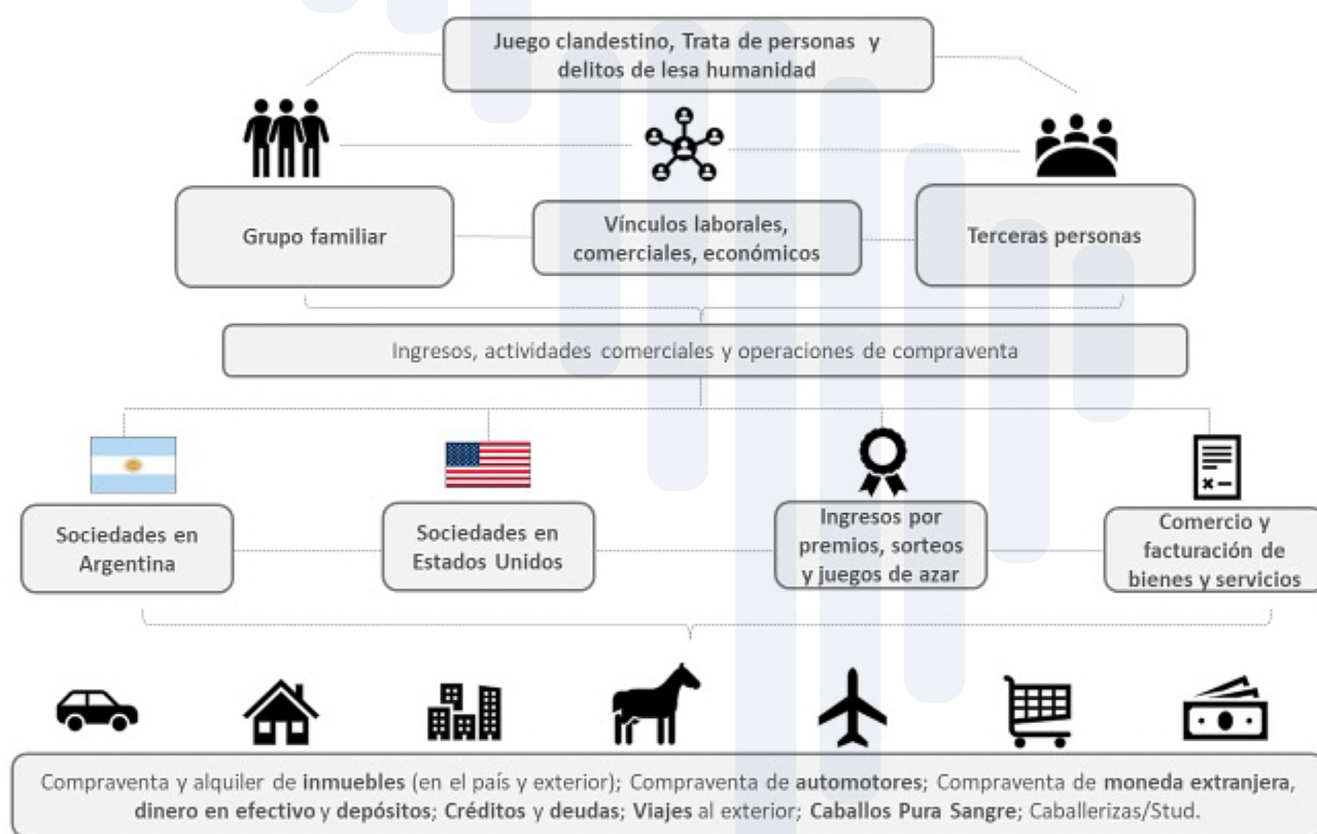 Juego clandestino, Trata de personas y
delitos de lesa humanidad
Grupo familiar
Vínculos laborales,
comerciales, económicos
Terceras personas
Ingresos, actividades comerciales y operaciones de compraventa
Sociedades en
Argentina
Sociedades en
Estados Unidos
Ingresos por
premios, sorteos
y juegos de azar
Comercio y
facturación de
bienes y servicios
Compraventa y alquiler de inmuebles (en el país y exterior); Compraventa de automotores; Compraventa de moneda extranjera,
dinero en efectivo y depósitos; Créditos y deudas; Viajes al exterior; Caballos Pura Sangre; Caballerizas/Stud.